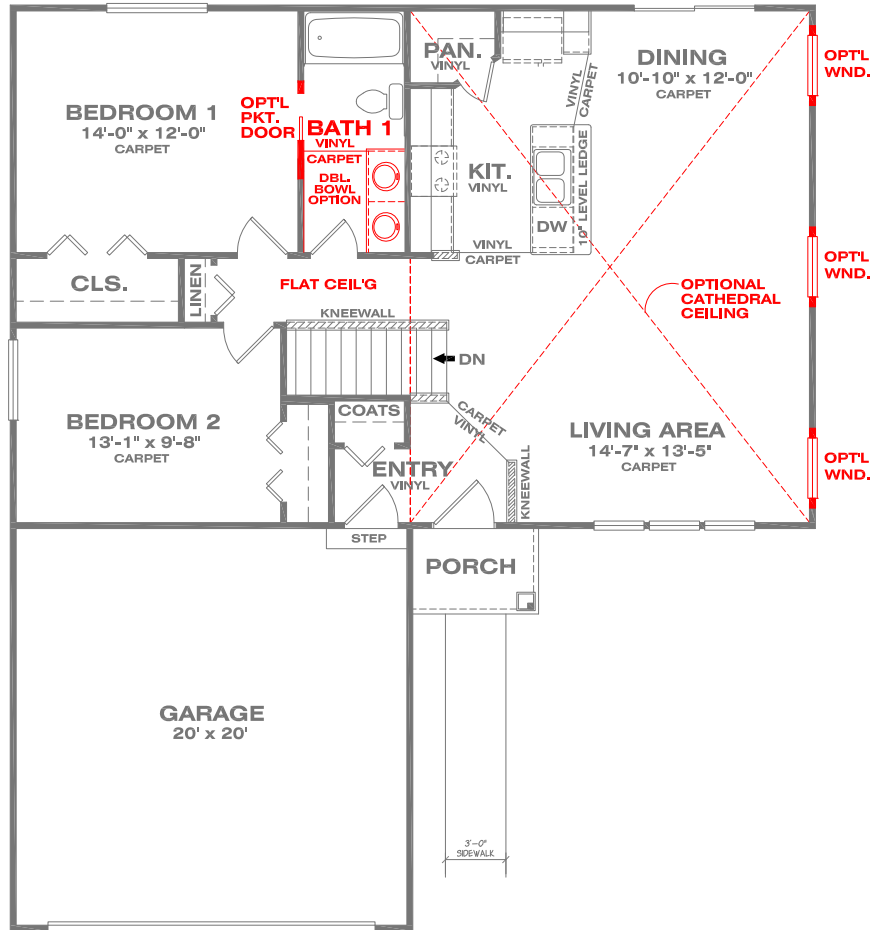 PAN.
VINYL
DINING
10'-10" x 12'-0"
CARPET
OPT'L
WND.
BEDROOM 1
14'-0" x 12'-0"
CARPET
OPT'L
PKT.
DOOR
BATH 1
VINYL
CARPET
DBL.
BOWL
OPTION
VINYL
CARPET
KIT.
VINYL
10" LEVEL LEDGE
DW
VINYL
CARPET
OPT'L
WND.
CLS.
LINEN
FLAT CEIL'G
OPTIONAL
CATHEDRAL
CEILING
KNEEWALL
DN
BEDROOM 2
13'-1" x 9'-8"
CARPET
COATS
CARPET
VINYL
LIVING AREA
14'-7" x 13'-5"
CARPET
OPT'L
WND.
ENTRY
VINYL
KNEEWALL
STEP
PORCH
GARAGE
20' x 20'
3'-0"
SIDEWALK